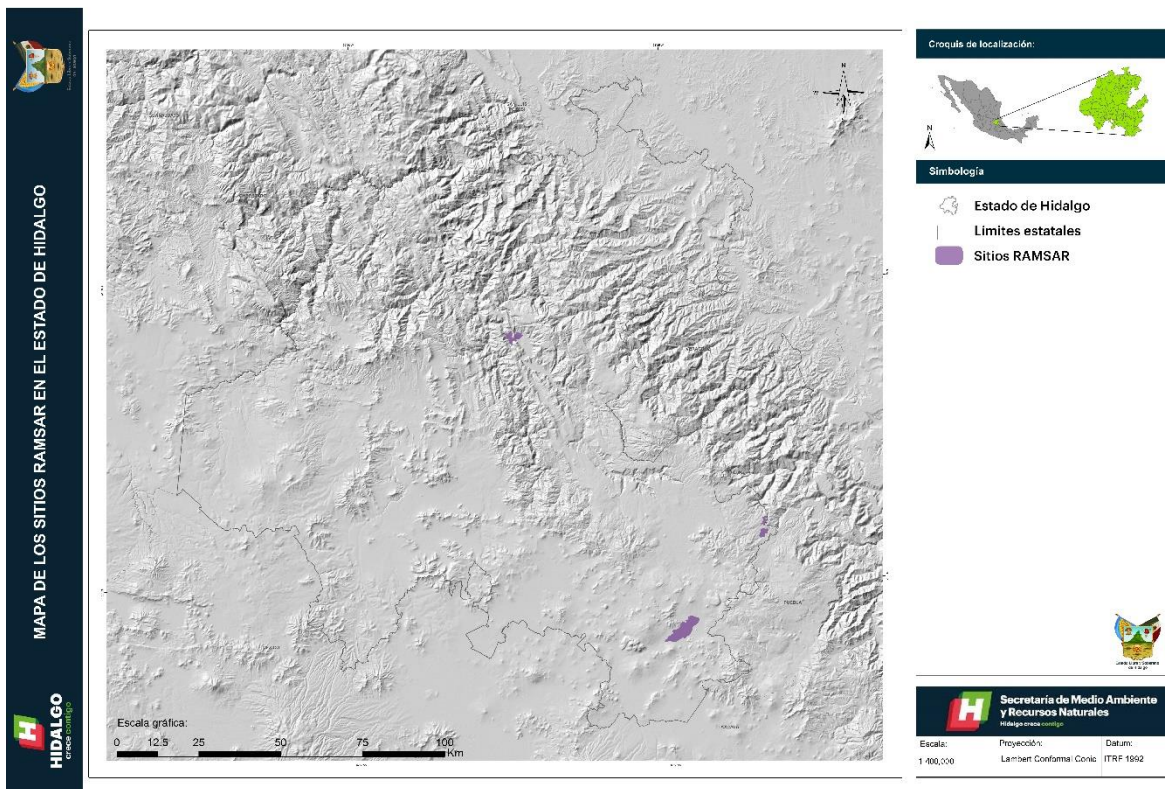 MAPA DE LOS SITIOS RAMSAR EN EL ESTADO DE HIDALGO
HIDALGO
crece contigo
N
Escala gráfica:
0 12.5 25 50 75 100
Km
Croquis de localización:
N
Simbología
Estado de Hidalgo
Limites estatales
Sitios RAMSAR
Secretaría de Medio Ambiente
y Recursos Naturales
Hidalgo crece contigo
Escala: Proyección: Datum:
1:400,000 Lambert Conformal Conic ITRF 1992